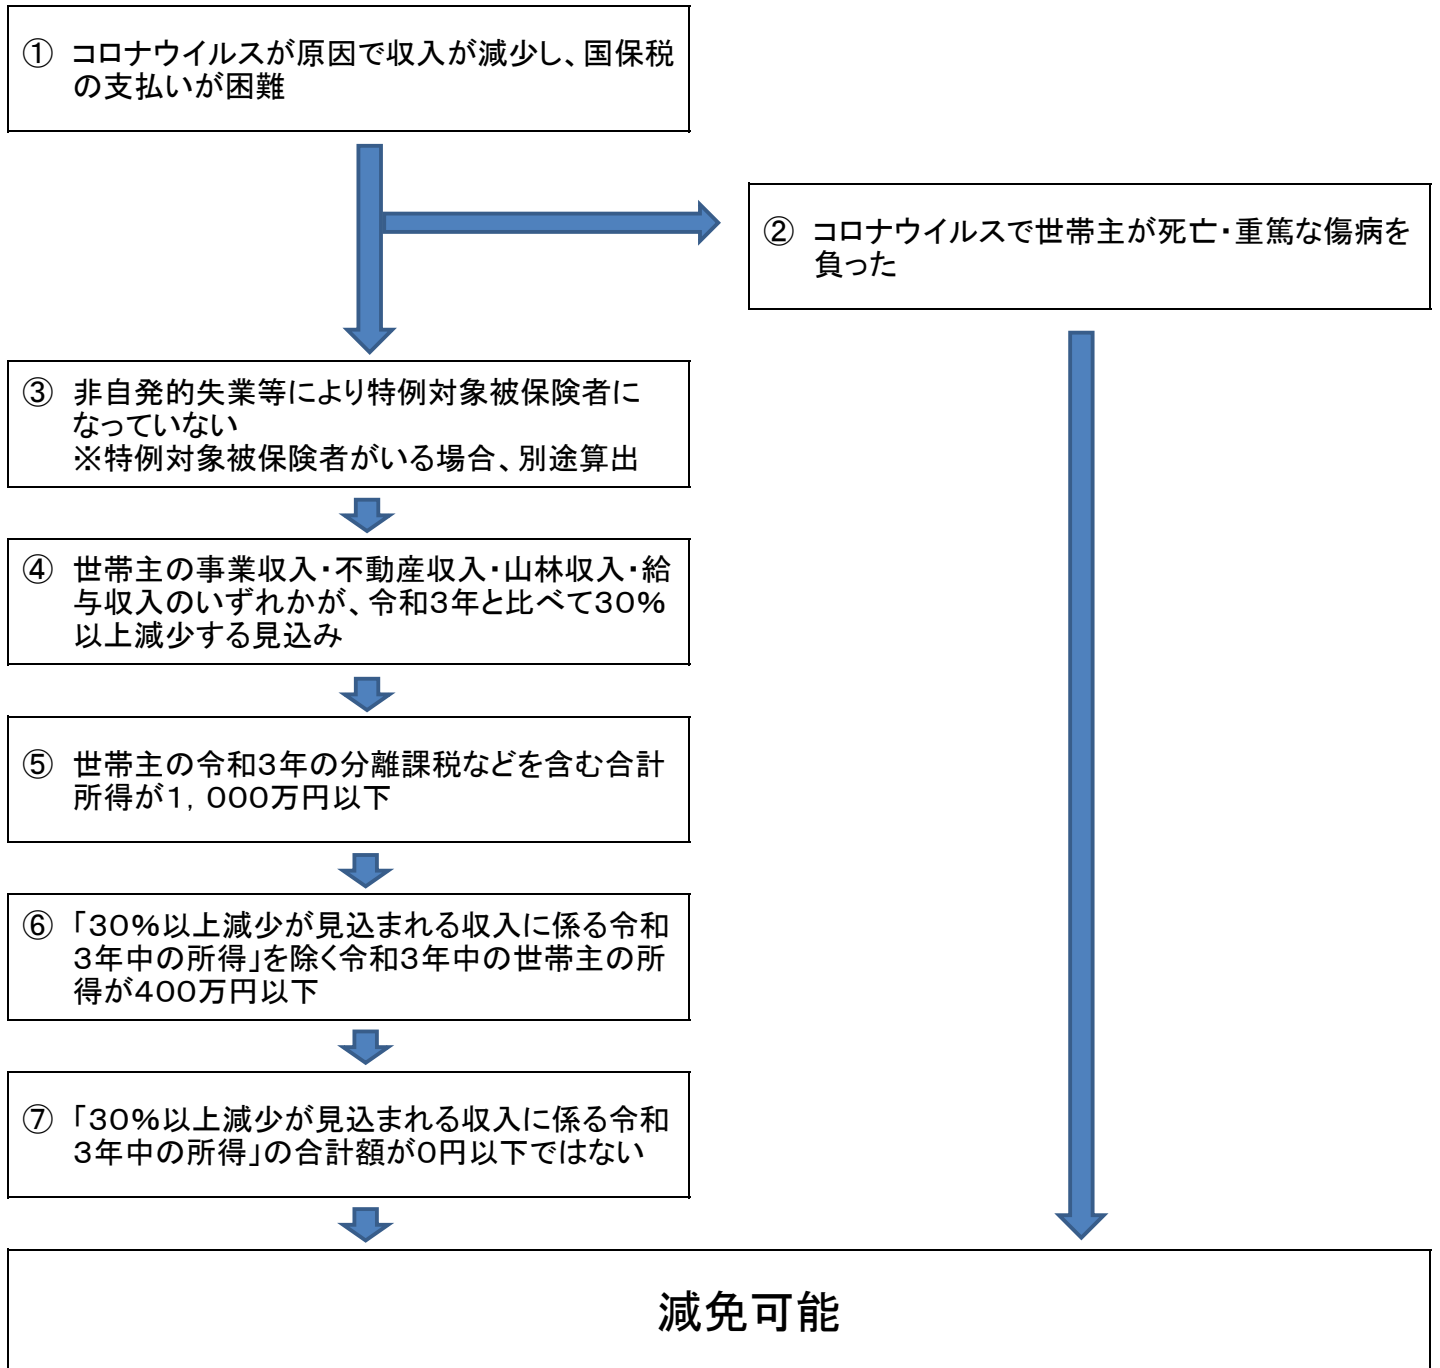 ① コロナウイルスが原因で収入が減少し、国保税
の支払いが困難
② コロナウイルスで世帯主が死亡・重篤な傷病を
負った
③ 非自発的失業等により特例対象被保険者に
なっていない
※特例対象被保険者がいる場合、別途算出
④ 世帯主の事業収入・不動産収入・山林収入・給
与収入のいずれかが、令和3年と比べて30%
以上減少する見込み
⑤ 世帯主の令和3年の分離課税などを含む合計
所得が1,000万円以下
⑥ 「30%以上減少が見込まれる収入に係る令和
3年中の所得」を除く令和3年中の世帯主の所
得が400万円以下
⑦ 「30%以上減少が見込まれる収入に係る令和
3年中の所得」の合計額が0円以下ではない
減免可能